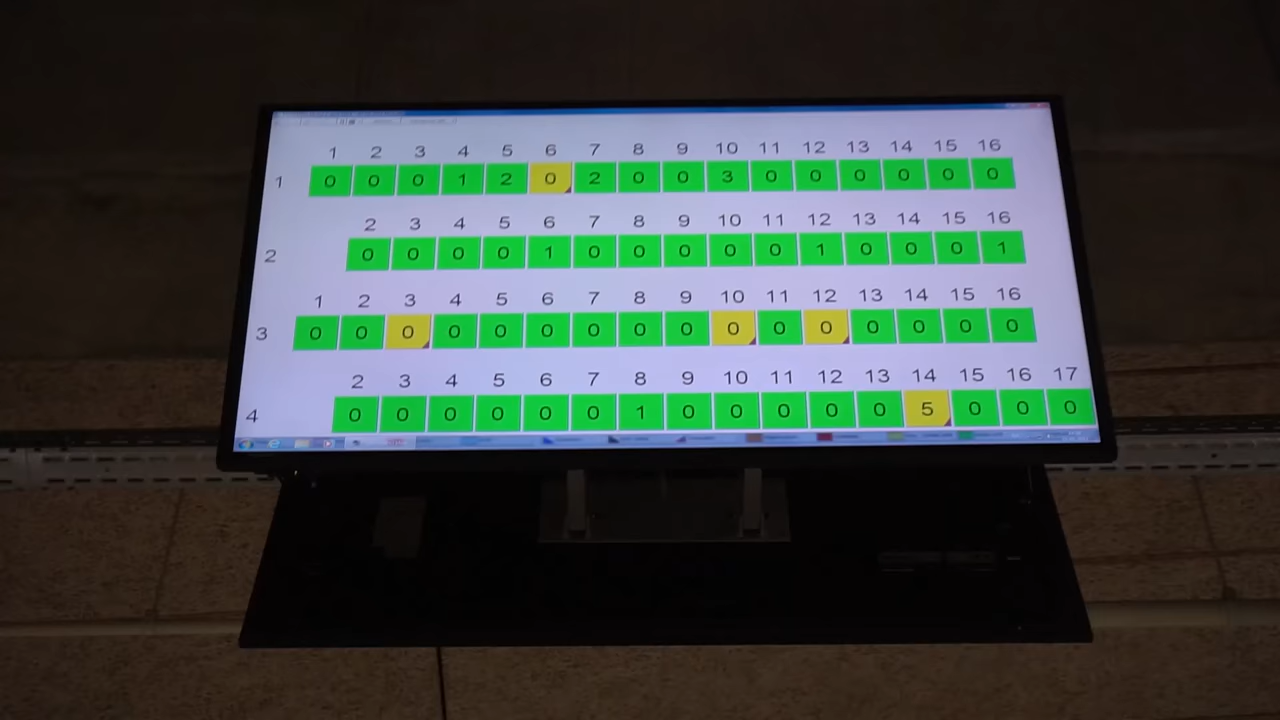 1 2 3 4 5 6 7 8 9 10 11 12 13 14 15 16
1 0 0 0 1 2 0 2 0 0 3 0 0 0 0 0 0
2 3 4 5 6 7 8 9 10 11 12 13 14 15 16
2 0 0 0 0 1 0 0 0 0 0 1 0 0 0 1
1 2 3 4 5 6 7 8 9 10 11 12 13 14 15 16
3 0 0 0 0 0 0 0 0 0 0 0 0 0 0 0 0
2 3 4 5 6 7 8 9 10 11 12 13 14 15 16 17
4 0 0 0 0 0 0 1 0 0 0 0 0 5 0 0 0